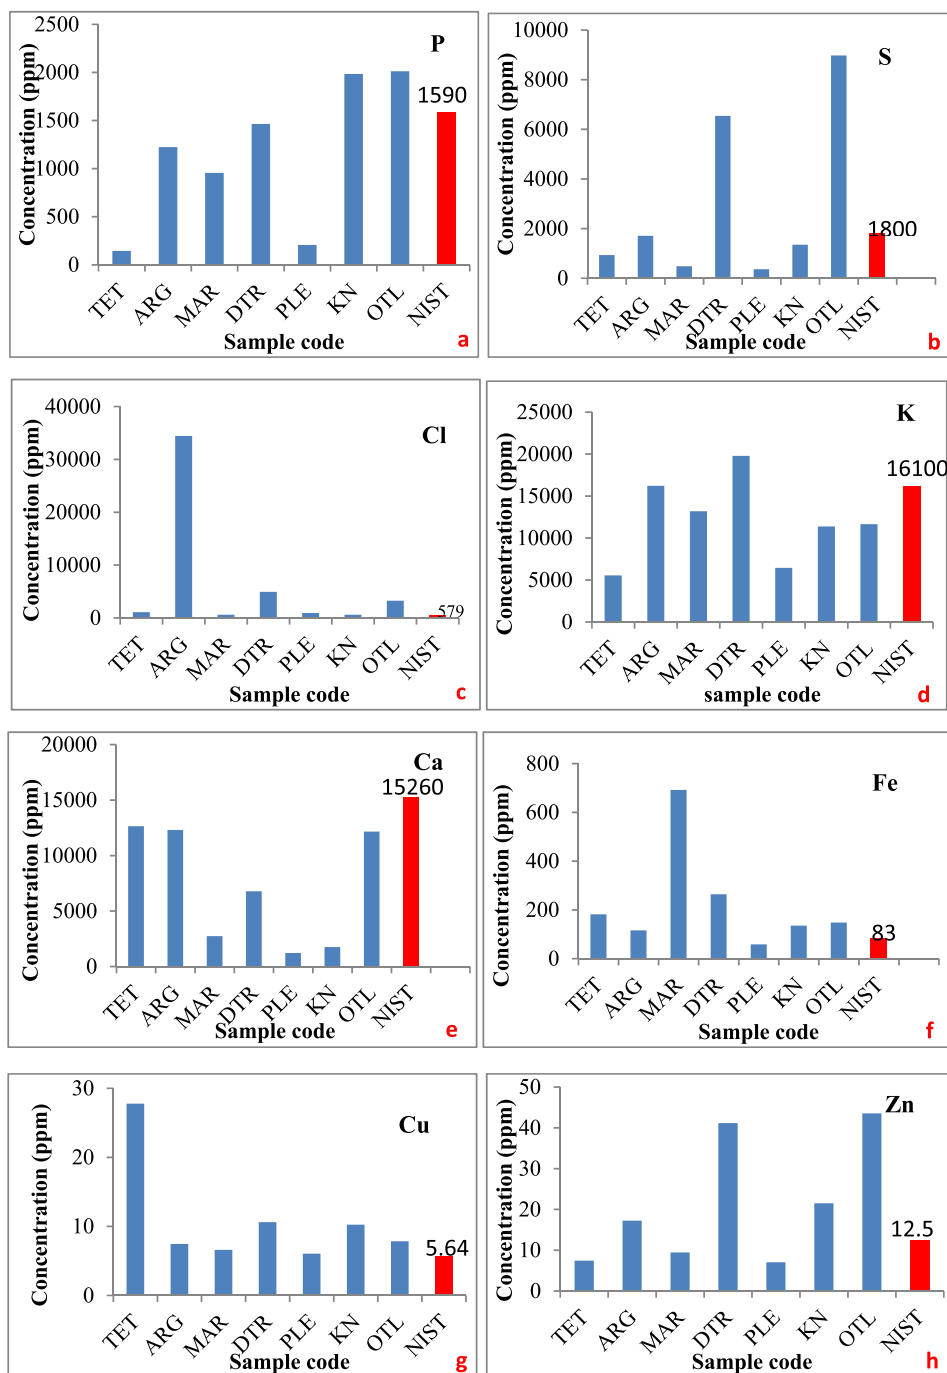 P
Concentration (ppm)
2500
2000
1500
1000
500
0
1590
TET ARG MAR DTR PLE KN OTL NIST
Sample code
a
S
Concentration (ppm)
10000
8000
6000
4000
2000
0
1800
TET ARG MAR DTR PLE KN OTL NIST
Sample code
b
Cl
Concentration (ppm)
40000
30000
20000
10000
0
579
TET ARG MAR DTR PLE KN OTL NIST
Sample code
c
K
Concentration (ppm)
25000
20000
15000
10000
5000
0
16100
TET ARG MAR DTR PLE KN OTL NIST
sample code
d
Ca
Concentration (ppm)
20000
15000
10000
5000
0
15260
TET ARG MAR DTR PLE KN OTL NIST
Sample code
e
Fe
Concentration (ppm)
800
600
400
200
0
83
TET ARG MAR DTR PLE KN OTL NIST
Sample code
f
Cu
Concentration (ppm)
30
20
10
0
5.64
TET ARG MAR DTR PLE KN OTL NIST
Sample code
g
Zn
Concentration (ppm)
50
40
30
20
10
0
12.5
TET ARG MAR DTR PLE KN OTL NIST
Sample code
h